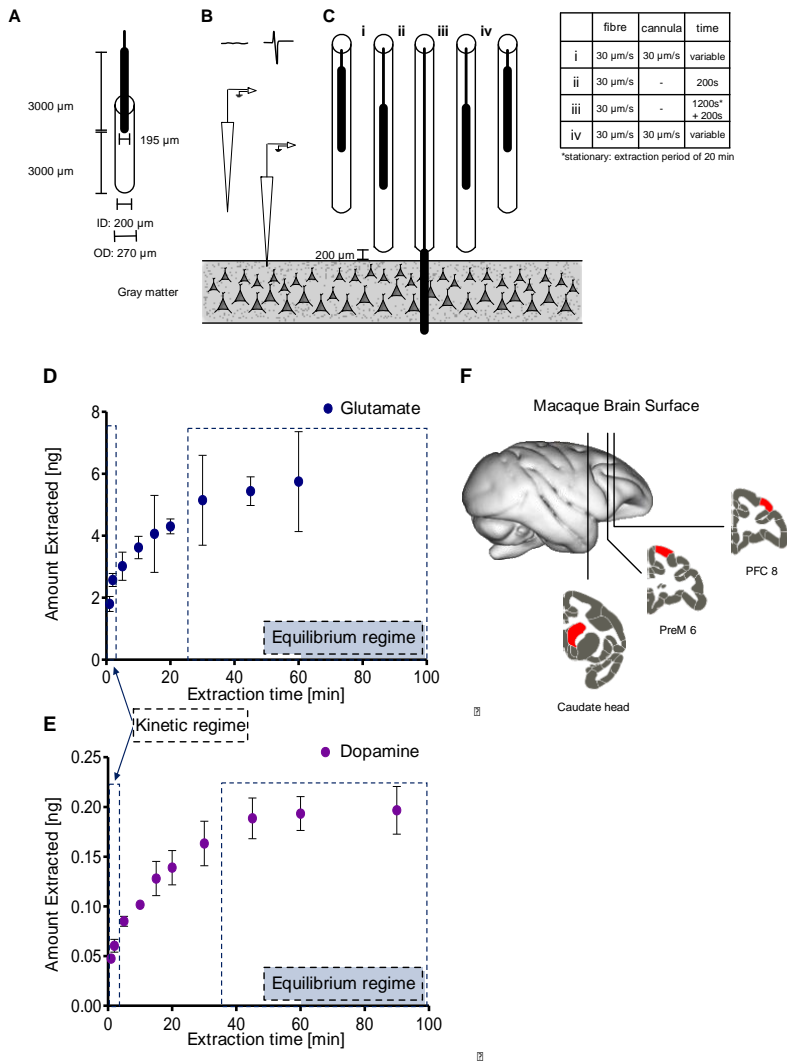 A
3000 µm
195 µm
3000 µm
ID: 200 µm
OD: 270 µm
B
C
i ii iii iv
200 µm
Gray matter
fibre cannula time
i 30 µm/s 30 µm/s variable
ii 30 µm/s - 200s
iii 30 µm/s - 1200s* + 200s
iv 30 µm/s 30 µm/s variable
*stationary: extraction period of 20 min
D
Glutamate
Amount Extracted [ng]
8
6
4
2
0
Equilibrium regime
0 20 40 60 80 100
Extraction time [min]
Kinetic regime
E
Dopamine
Amount Extracted [ng]
0.25
0.20
0.15
0.10
0.05
0.00
Equilibrium regime
0 20 40 60 80 100
Extraction time [min]
F
Macaque Brain Surface
PFC 8
PreM 6
Caudate head